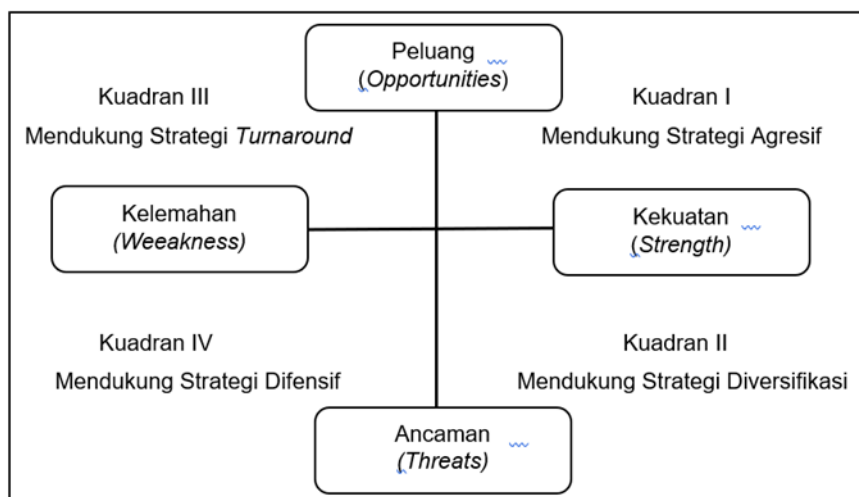 Peluang
(Opportunities)
Kuadran III
Mendukung Strategi Turnaround
Kuadran I
Mendukung Strategi Agresif
Kelemahan
(Weeakness)
Kekuatan
(Strength)
Kuadran IV
Mendukung Strategi Difensif
Kuadran II
Mendukung Strategi Diversifikasi
Ancaman
(Threats)